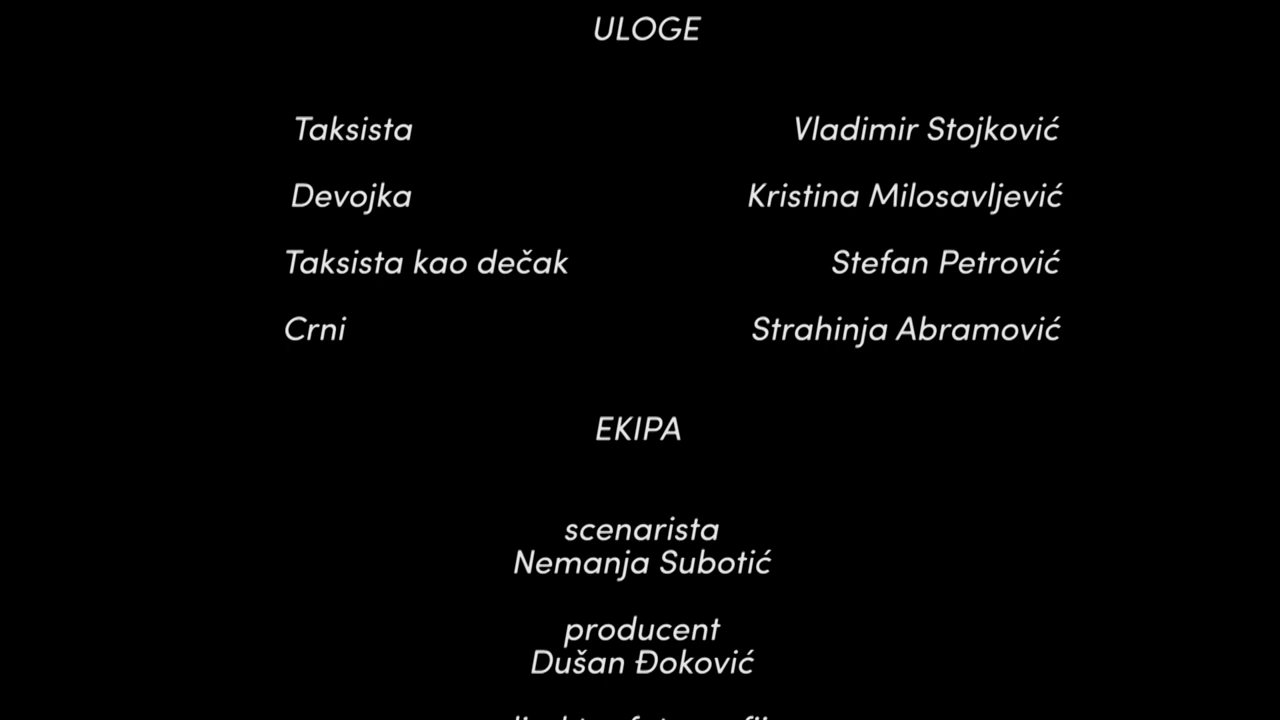 ULOGE
Taksista Vladimir Stojković
Devojka Kristina Milosavljević
Taksista kao dečak Stefan Petrović
Crni Strahinja Abramović
EKIPA
scenarista
Nemanja Subotić
producent
Dušan Đoković